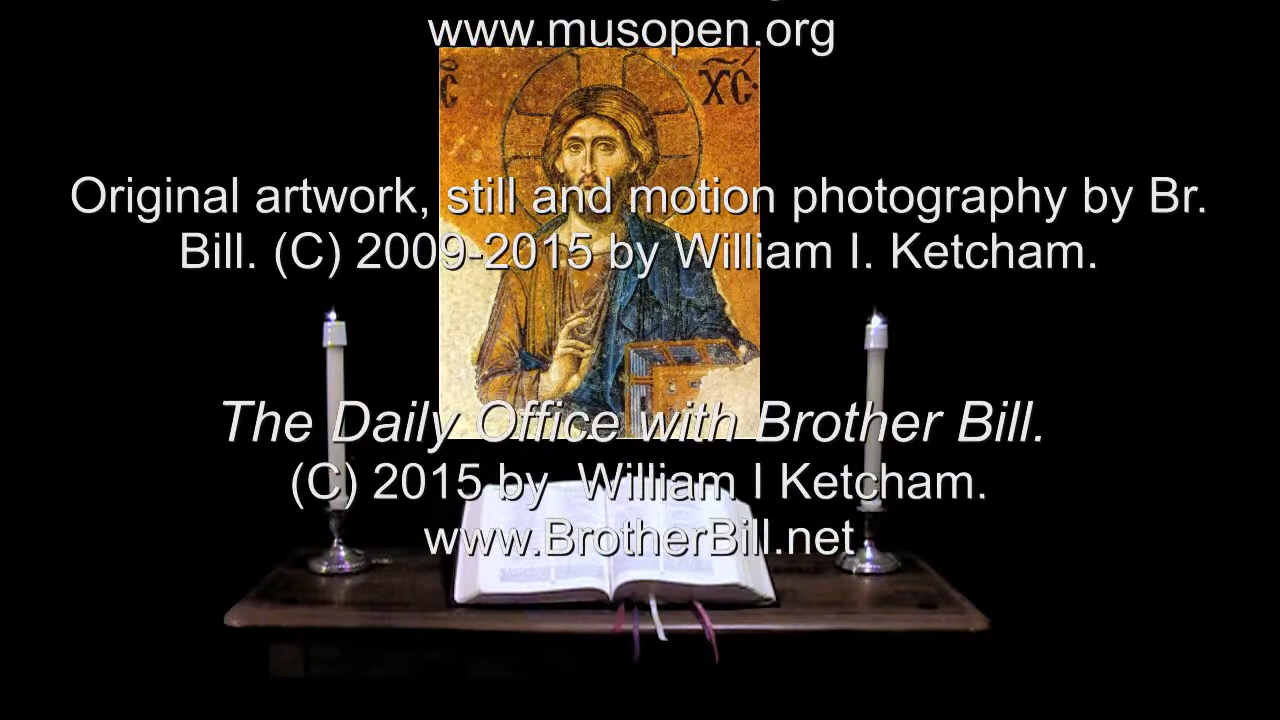 www.musopen.org
C XC
Original artwork, still and motion photography by Br.
Bill. (C) 2009-2015 by William I. Ketcham.
The Daily Office with Brother Bill.
(C) 2015 by  William I Ketcham.
www.BrotherBill.net